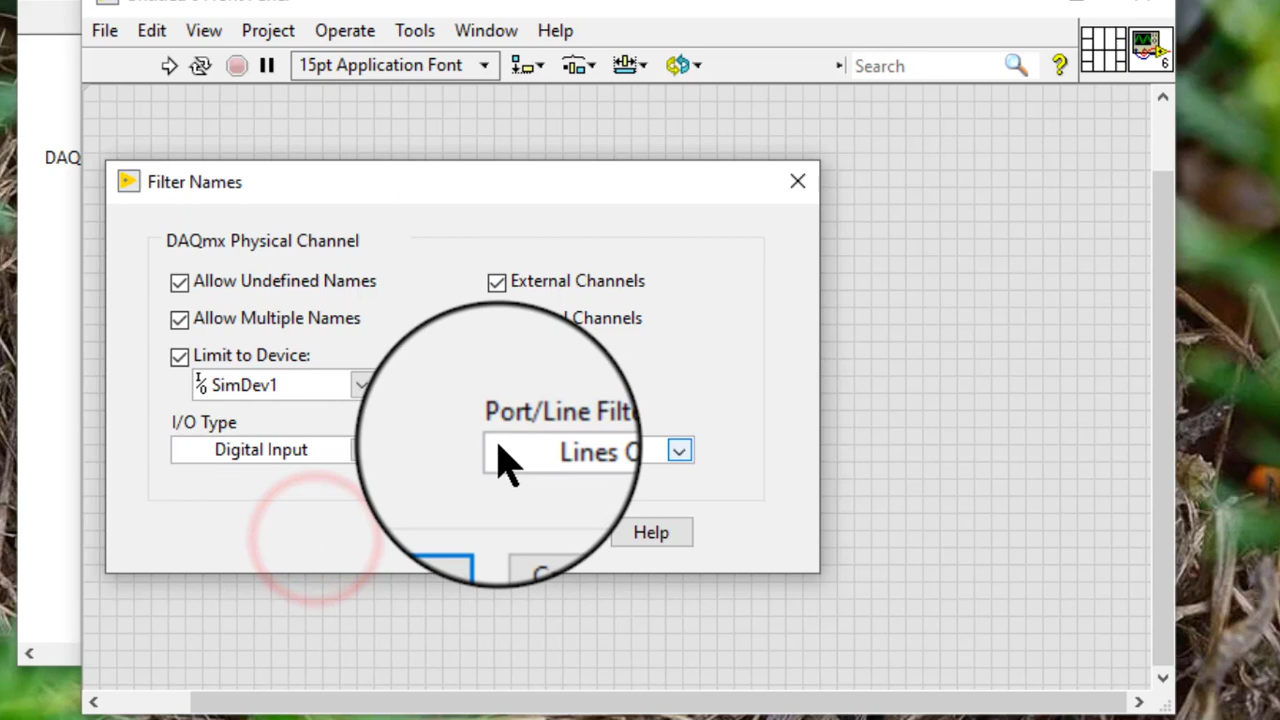 File Edit View Project Operate Tools Window Help
15pt Application Font
Search
?
6
DAQ
Filter Names
DAQmx Physical Channel
Allow Undefined Names
External Channels
Allow Multiple Names
Channels
Limit to Device:
I/O SimDev1
Port/Line Filt
I/O Type
Digital Input
Lines
Help